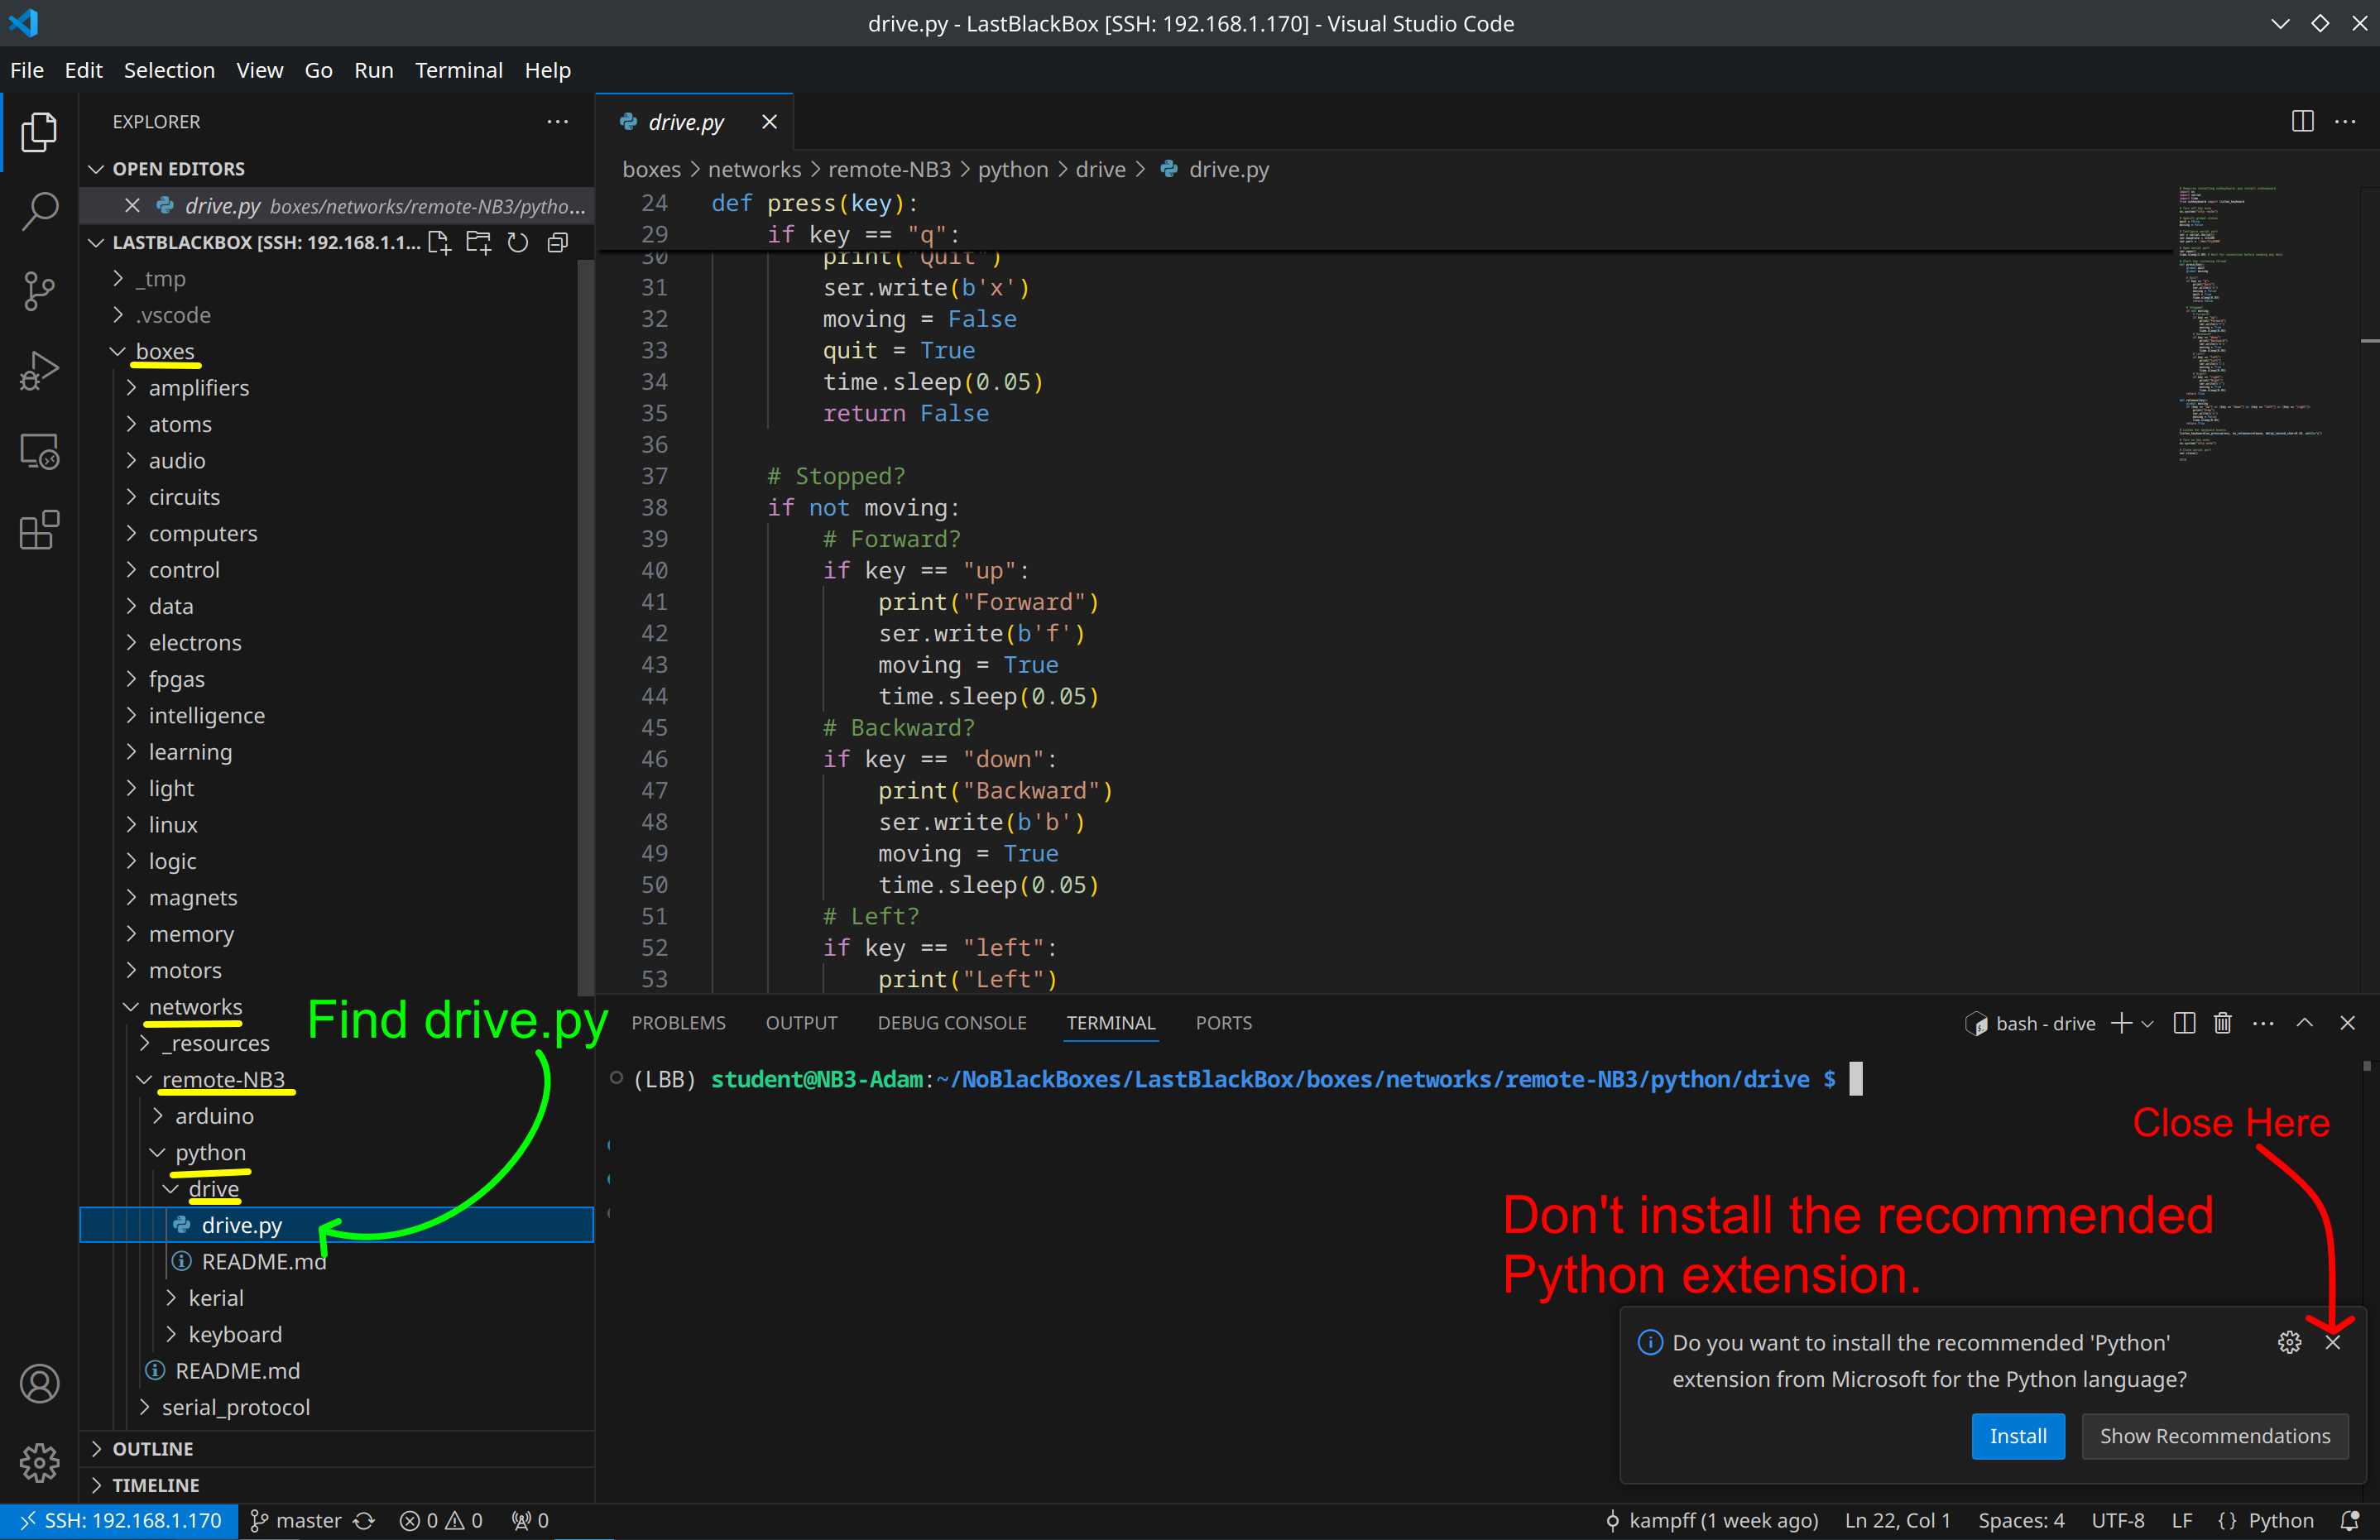 drive.py - LastBlackBox [SSH: 192.168.1.170] - Visual Studio Code
File Edit Selection View Go Run Terminal Help
EXPLORER
OPEN EDITORS
drive.py boxes/networks/remote-NB3/pytho...
LASTBLACKBOX [SSH: 192.168.1.1...
_tmp
.vscode
boxes
amplifiers
atoms
audio
circuits
computers
control
data
electrons
fpgas
intelligence
learning
light
linux
logic
magnets
memory
motors
networks
_resources
remote-NB3
arduino
python
drive
drive.py
README.md
kerial
keyboard
README.md
serial_protocol
OUTLINE
TIMELINE
Find drive.py
drive.py
boxes > networks > remote-NB3 > python > drive > drive.py
24 def press(key):
29 if key == "q":
30 print("Quit")
31 ser.write(b'x')
32 moving = False
33 quit = True
34 time.sleep(0.05)
35 return False
36
37 # Stopped?
38 if not moving:
39 # Forward?
40 if key == "up":
41 print("Forward")
42 ser.write(b'f')
43 moving = True
44 time.sleep(0.05)
45 # Backward?
46 if key == "down":
47 print("Backward")
48 ser.write(b'b')
49 moving = True
50 time.sleep(0.05)
51 # Left?
52 if key == "left":
53 print("Left")
PROBLEMS OUTPUT DEBUG CONSOLE TERMINAL PORTS
bash - drive
(LBB) student@NB3-Adam:~/NoBlackBoxes/LastBlackBox/boxes/networks/remote-NB3/python/drive $
Close Here
Don't install the recommended
Python extension.
Do you want to install the recommended 'Python'
extension from Microsoft for the Python language?
Install Show Recommendations
SSH: 192.168.1.170 master 0 0 0 kampff (1 week ago) Ln 22, Col 1 Spaces: 4 UTF-8 LF {} Python